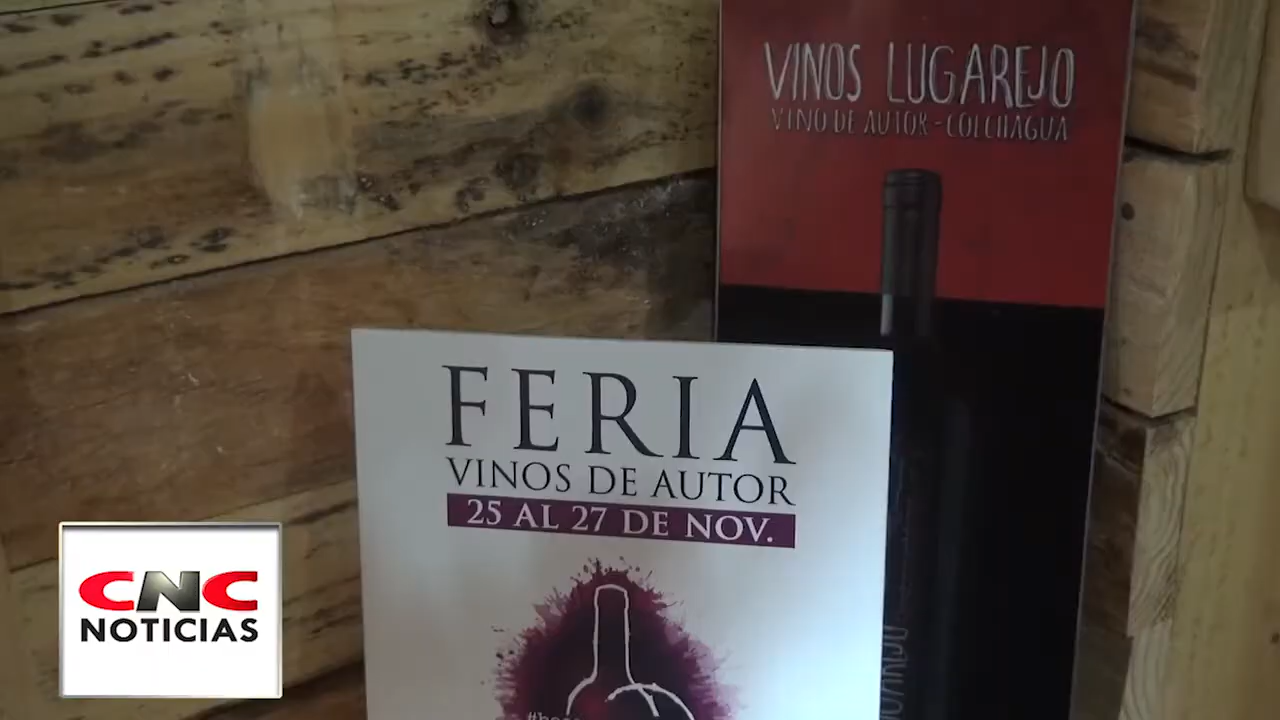 VINOS LUGAREJO
VINO DE AUTOR - COLCHAGUA
FERIA
VINOS DE AUTOR
25 AL 27 DE NOV.
CNC
NOTICIAS